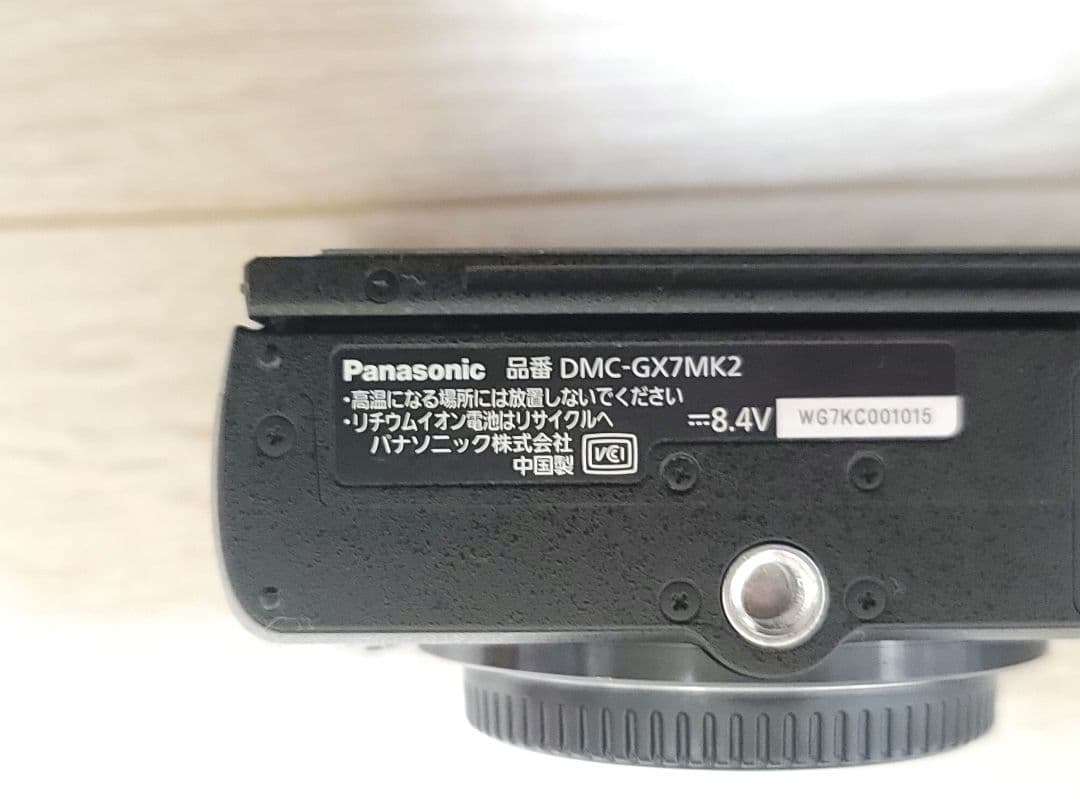 Panasonic 品番 DMC-GX7MK2
・高温になる場所には放置しないでください
・リチウムイオン電池はリサイクルへ
⎓8.4V WG7KC001015
パナソニック株式会社
中国製 VCCI